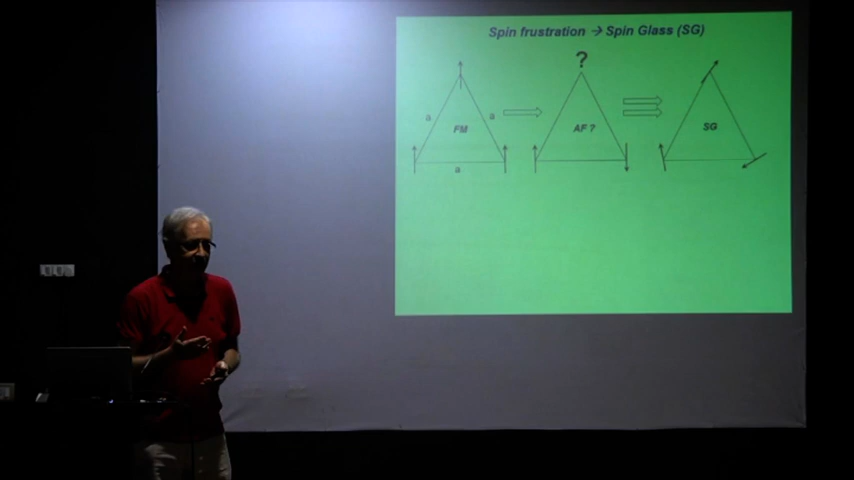 Spin frustration → Spin Glass (SG)
?
a
a
FM
AF ?
SG
a